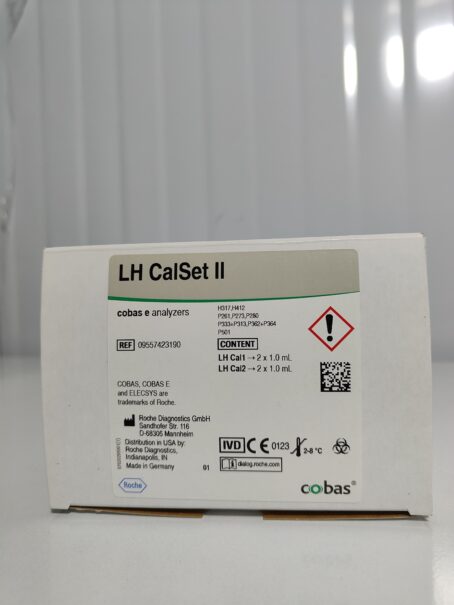 LH CalSet II
cobas e analyzers
H317,H412
P261,P273,P280
P333+P313,P362+P364
P501
REF 09557423190
CONTENT
LH Cal1 → 2 x 1.0 mL
LH Cal2 → 2 x 1.0 mL
COBAS, COBAS E
and ELECSYS are
trademarks of Roche.
Roche Diagnostics GmbH
Sandhofer Str. 116
D-68305 Mannheim
Distribution in USA by:
Roche Diagnostics,
Indianapolis, IN
Made in Germany
01
IVD CE 0123 2-8 °C
i dialog.roche.com
Roche
cobas®